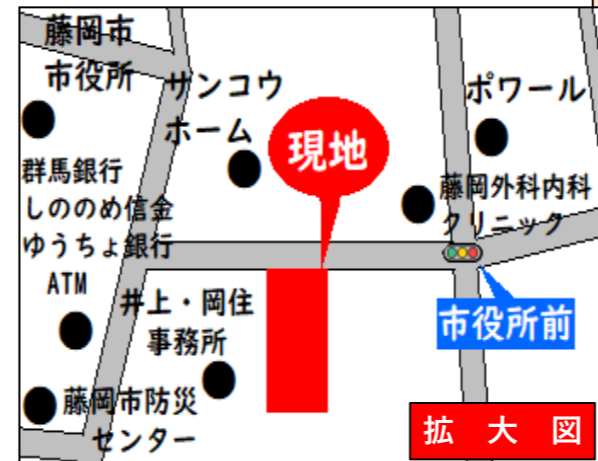 藤岡市
市役所
サンコウ
ホーム
現地
ポワール
藤岡外科内科
クリニック
群馬銀行
しののめ信金
ゆうちょ銀行
ATM
井上・岡住
事務所
市役所前
藤岡市防災
センター
拡大図